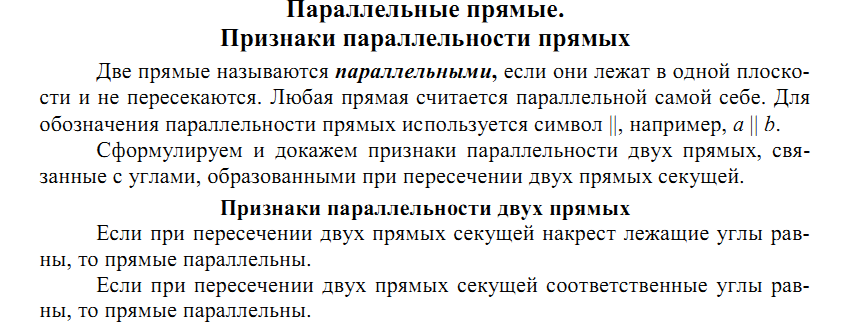 Параллельные прямые.
Признаки параллельности прямых
Две прямые называются параллельными, если они лежат в одной плоско-
сти и не пересекаются. Любая прямая считается параллельной самой себе. Для
обозначения параллельности прямых используется символ ||, например, a || b.
Сформулируем и докажем признаки параллельности двух прямых, свя-
занные с углами, образованными при пересечении двух прямых секущей.
Признаки параллельности двух прямых
Если при пересечении двух прямых секущей накрест лежащие углы рав-
ны, то прямые параллельны.
Если при пересечении двух прямых секущей соответственные углы рав-
ны, то прямые параллельны.